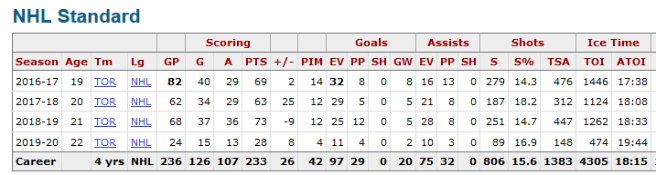 NHL Standard
Scoring Goals Assists Shots Ice Time
Season Age Tm Lg GP G A PTS +/- PIM EV PP SH GW EV PP SH S S% TSA TOI ATOI
2016-17 19 TOR NHL 82 40 29 69 2 14 32 8 0 8 16 13 0 279 14.3 476 1446 17:38
2017-18 20 TOR NHL 62 34 29 63 25 12 29 5 0 5 21 8 0 187 18.2 312 1124 18:08
2018-19 21 TOR NHL 68 37 36 73 -9 12 25 12 0 5 28 8 0 251 14.7 447 1262 18:33
2019-20 22 TOR NHL 24 15 13 28 8 4 11 4 0 2 10 3 0 89 16.9 148 474 19:44
Career 4 yrs NHL 236 126 107 233 26 42 97 29 0 20 75 32 0 806 15.6 1383 4305 18:15